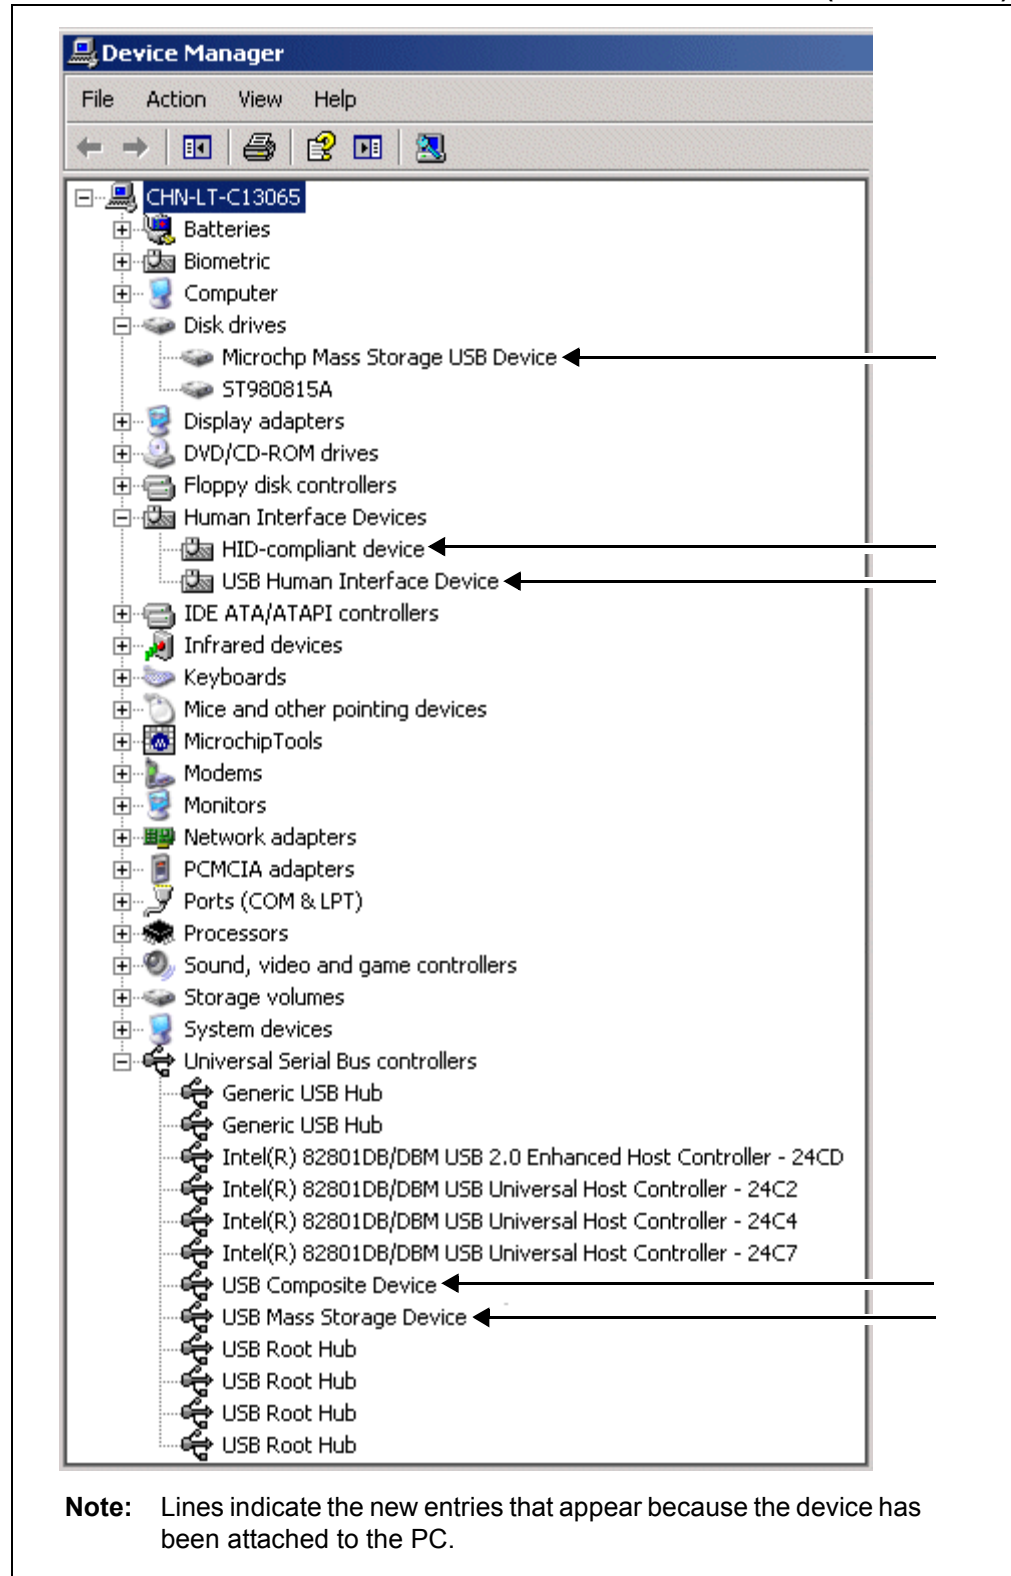 Device Manager
File Action View Help
CHN-LT-C13065
Batteries
Biometric
Computer
Disk drives
Microchp Mass Storage USB Device
ST980815A
Display adapters
DVD/CD-ROM drives
Floppy disk controllers
Human Interface Devices
HID-compliant device
USB Human Interface Device
IDE ATA/ATAPI controllers
Infrared devices
Keyboards
Mice and other pointing devices
MicrochipTools
Modems
Monitors
Network adapters
PCMCIA adapters
Ports (COM & LPT)
Processors
Sound, video and game controllers
Storage volumes
System devices
Universal Serial Bus controllers
Generic USB Hub
Generic USB Hub
Intel(R) 82801DB/DBM USB 2.0 Enhanced Host Controller - 24CD
Intel(R) 82801DB/DBM USB Universal Host Controller - 24C2
Intel(R) 82801DB/DBM USB Universal Host Controller - 24C4
Intel(R) 82801DB/DBM USB Universal Host Controller - 24C7
USB Composite Device
USB Mass Storage Device
USB Root Hub
USB Root Hub
USB Root Hub
USB Root Hub
Note: Lines indicate the new entries that appear because the device has
been attached to the PC.